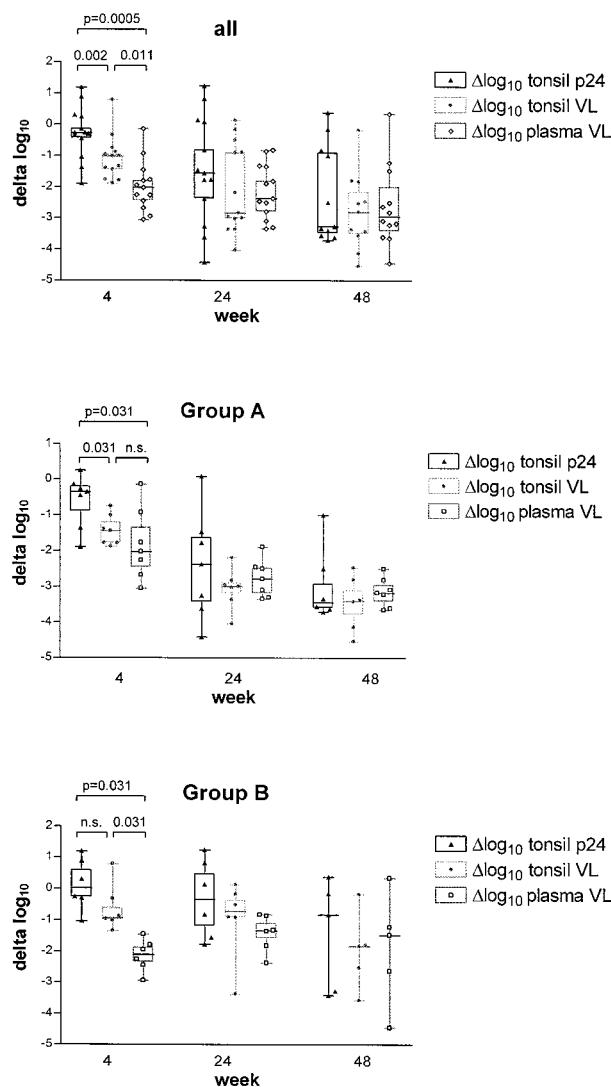 all
p=0.0005
0.002 0.011
delta log10
2
1
0
-1
-2
-3
-4
-5
4 24 48
week
Δlog10 tonsil p24
Δlog10 tonsil VL
Δlog10 plasma VL
Group A
p=0.031
0.031 n.s.
delta log10
1
0
-1
-2
-3
-4
-5
4 24 48
week
Δlog10 tonsil p24
Δlog10 tonsil VL
Δlog10 plasma VL
Group B
p=0.031
n.s. 0.031
delta log10
2
1
0
-1
-2
-3
-4
-5
4 24 48
week
Δlog10 tonsil p24
Δlog10 tonsil VL
Δlog10 plasma VL